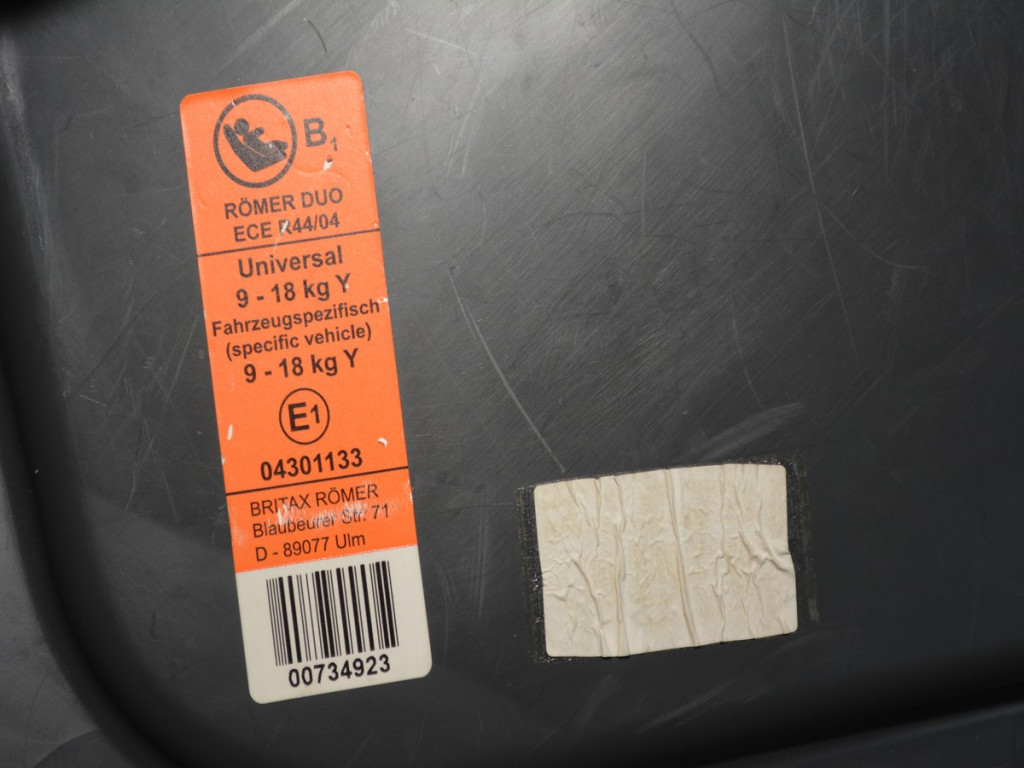 B1
RÖMER DUO
ECE R44/04
Universal
9 - 18 kg Y
Fahrzeugspezifisch
(specific vehicle)
9 - 18 kg Y
E1
04301133
BRITAX RÖMER
Blaubeurer Str. 71
D - 89077 Ulm
00734923